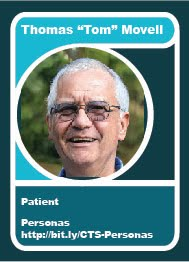 Thomas “Tom” Movell
Patient
Personas
http://bit.ly/CTS-Personas